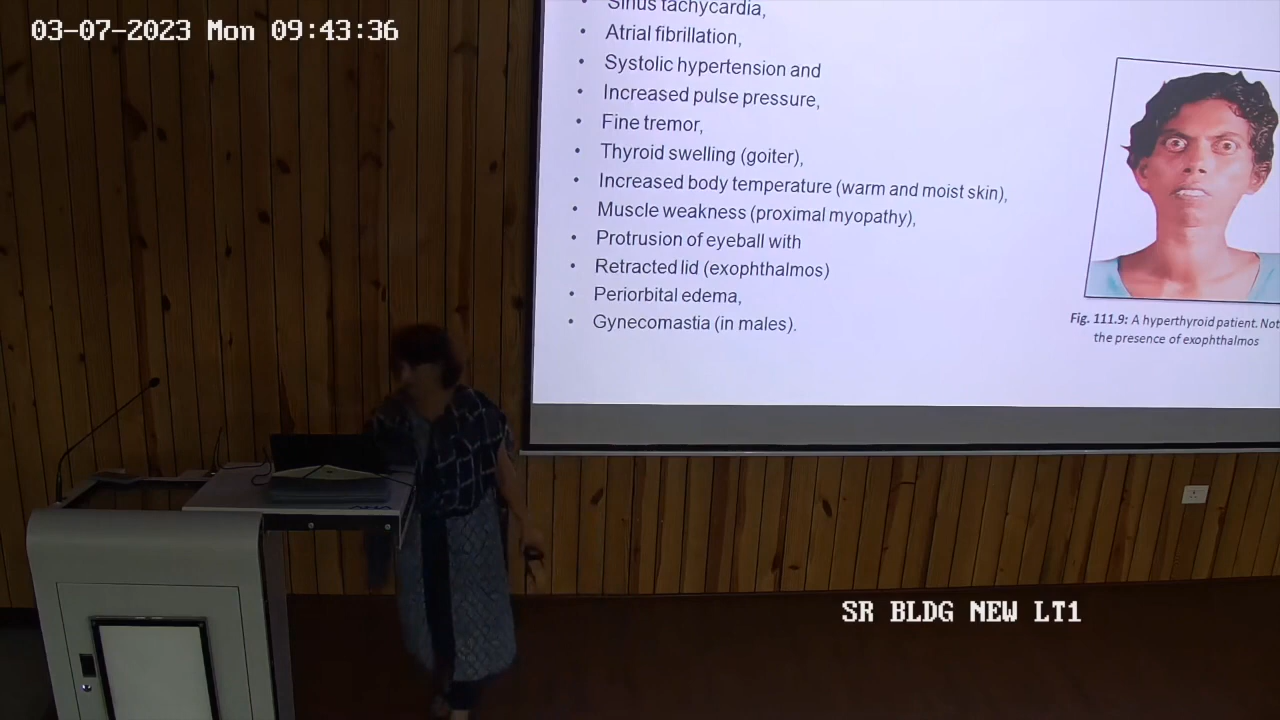 03-07-2023 Mon 09:43:36
• Sinus tachycardia,
• Atrial fibrillation,
• Systolic hypertension and
• Increased pulse pressure,
• Fine tremor,
• Thyroid swelling (goiter),
• Increased body temperature (warm and moist skin),
• Muscle weakness (proximal myopathy),
• Protrusion of eyeball with
• Retracted lid (exophthalmos)
• Periorbital edema,
• Gynecomastia (in males).
Fig. 111.9: A hyperthyroid patient. Not
the presence of exophthalmos
SR BLDG NEW LT1